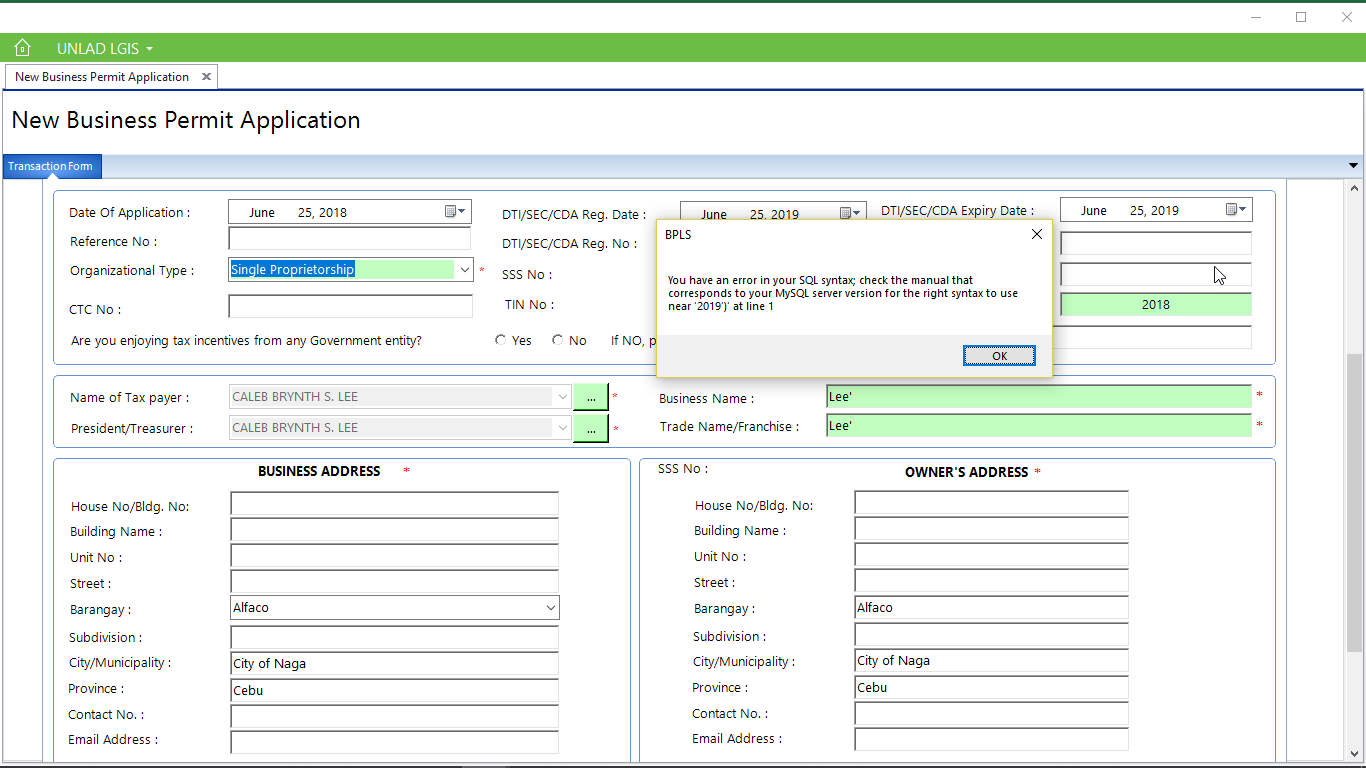 UNLAD LGIS
New Business Permit Application
New Business Permit Application
Transaction Form
Date Of Application : June 25, 2018 DTI/SEC/CDA Reg. Date : June 25, 2019 DTI/SEC/CDA Expiry Date : June 25, 2019
Reference No : DTI/SEC/CDA Reg. No :
Organizational Type : Single Proprietorship * SSS No :
CTC No : TIN No : 2018
Are you enjoying tax incentives from any Government entity? Yes No If NO, p
BPLS
You have an error in your SQL syntax; check the manual that
corresponds to your MySQL server version for the right syntax to use
near '2019')' at line 1
OK
Name of Tax payer : CALEB BRYNTH S. LEE ... * Business Name : Lee' *
President/Treasurer : CALEB BRYNTH S. LEE ... * Trade Name/Franchise : Lee' *
BUSINESS ADDRESS *
House No/Bldg. No:
Building Name :
Unit No :
Street :
Barangay : Alfaco
Subdivision :
City/Municipality : City of Naga
Province : Cebu
Contact No. :
Email Address :
SSS No :
OWNER'S ADDRESS *
House No/Bldg. No:
Building Name :
Unit No :
Street :
Barangay : Alfaco
Subdivision :
City/Municipality : City of Naga
Province : Cebu
Contact No. :
Email Address :